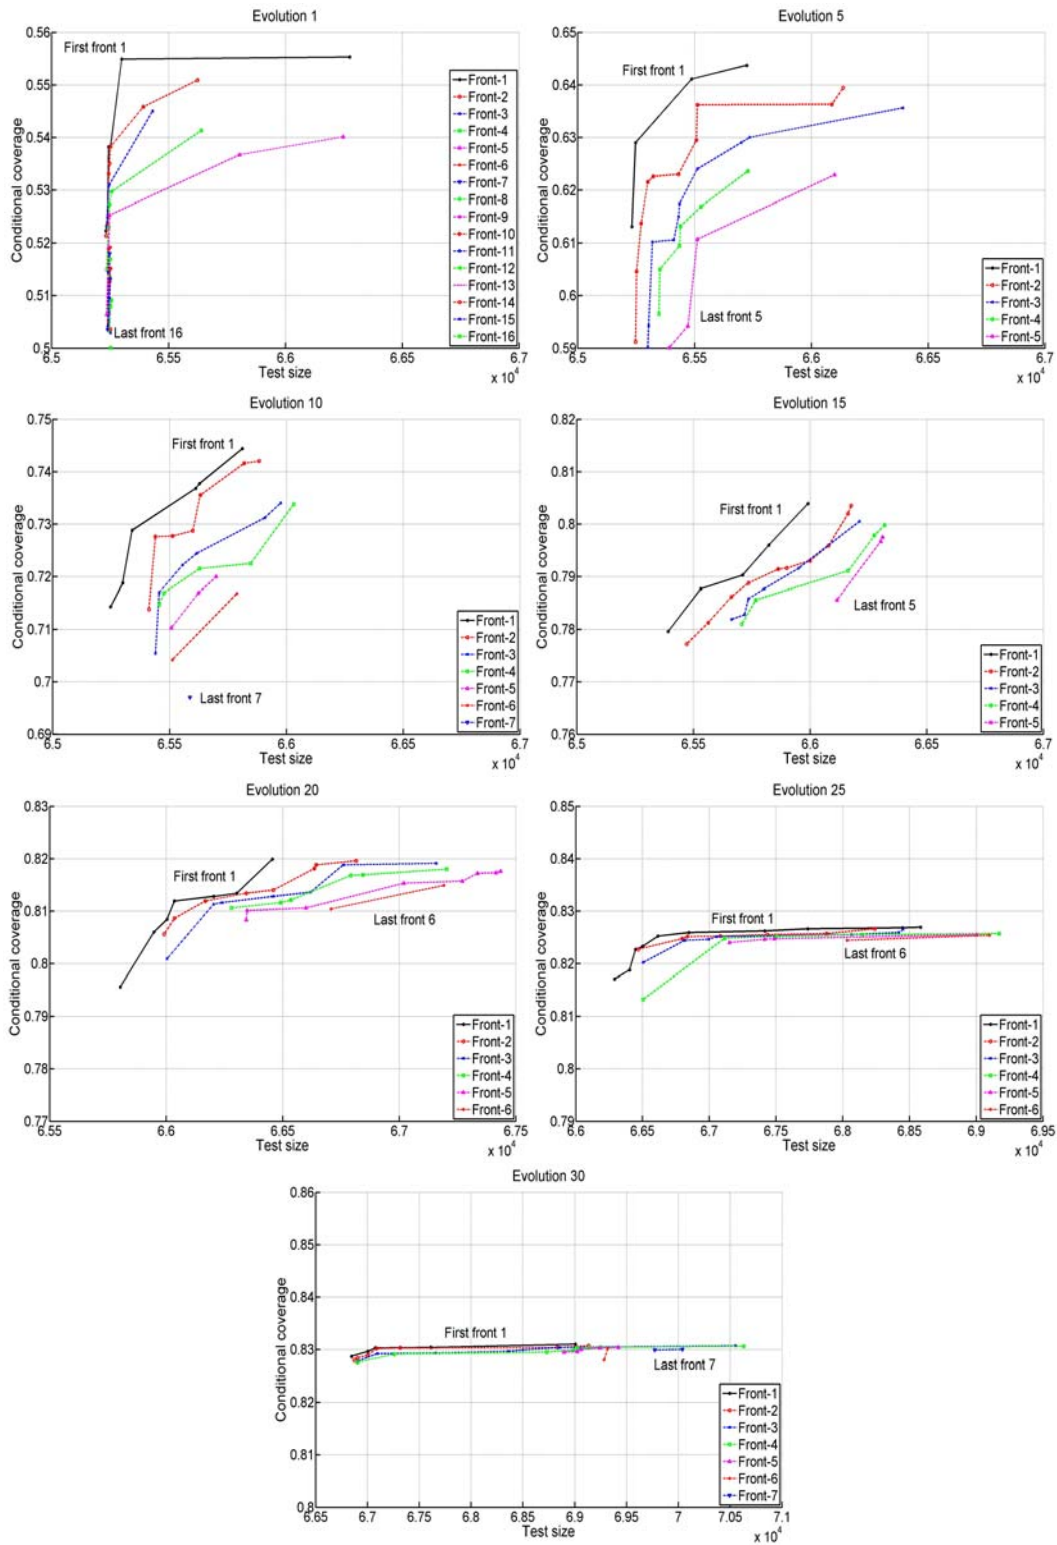 Evolution 1
0.56
0.55
0.54
0.53
0.52
0.51
0.5
Conditional coverage
First front 1
Last front 16
Front-1
Front-2
Front-3
Front-4
Front-5
Front-6
Front-7
Front-8
Front-9
Front-10
Front-11
Front-12
Front-13
Front-14
Front-15
Front-16
6.5 6.55 6.6 6.65 6.7
Test size
x 10^4
Evolution 5
0.65
0.64
0.63
0.62
0.61
0.6
0.59
Conditional coverage
First front 1
Last front 5
Front-1
Front-2
Front-3
Front-4
Front-5
6.5 6.55 6.6 6.65 6.7
Test size
x 10^4
Evolution 10
0.75
0.74
0.73
0.72
0.71
0.7
0.69
Conditional coverage
First front 1
Last front 7
Front-1
Front-2
Front-3
Front-4
Front-5
Front-6
Front-7
6.5 6.55 6.6 6.65 6.7
Test size
x 10^4
Evolution 15
0.82
0.81
0.8
0.79
0.78
0.77
0.76
Conditional coverage
First front 1
Last front 5
Front-1
Front-2
Front-3
Front-4
Front-5
6.5 6.55 6.6 6.65 6.7
Test size
x 10^4
Evolution 20
0.83
0.82
0.81
0.8
0.79
0.78
0.77
Conditional coverage
First front 1
Last front 6
Front-1
Front-2
Front-3
Front-4
Front-5
Front-6
6.55 6.6 6.65 6.7 6.75
Test size
x 10^4
Evolution 25
0.85
0.84
0.83
0.82
0.81
0.8
0.79
Conditional coverage
First front 1
Last front 6
Front-1
Front-2
Front-3
Front-4
Front-5
Front-6
6.6 6.65 6.7 6.75 6.8 6.85 6.9 6.95
Test size
x 10^4
Evolution 30
0.86
0.85
0.84
0.83
0.82
0.81
0.8
Conditional coverage
First front 1
Last front 7
Front-1
Front-2
Front-3
Front-4
Front-5
Front-6
Front-7
6.65 6.7 6.75 6.8 6.85 6.9 6.95 7 7.05 7.1
Test size
x 10^4